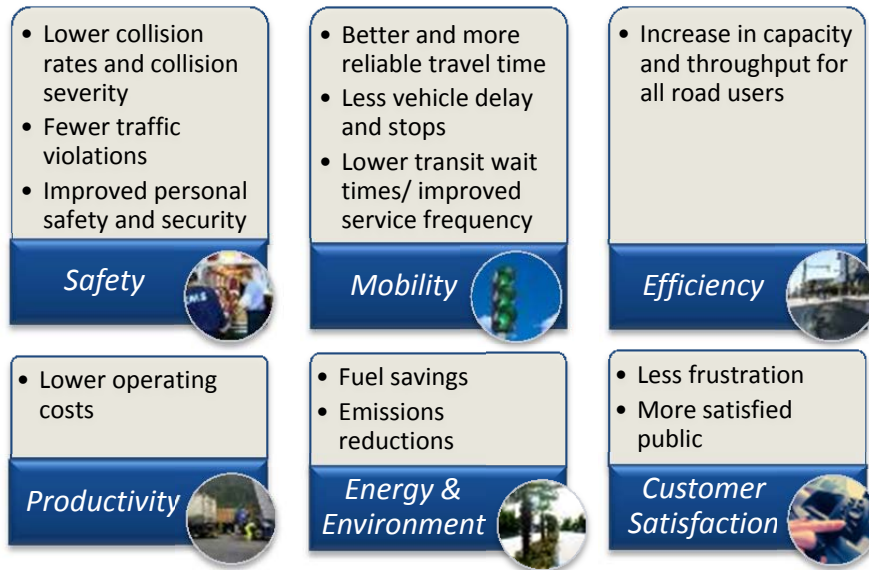 • Lower collision
rates and collision
severity
• Fewer traffic
violations
• Improved personal
safety and security
Safety
• Better and more
reliable travel time
• Less vehicle delay
and stops
• Lower transit wait
times/ improved
service frequency
Mobility
• Increase in capacity
and throughput for
all road users
Efficiency
• Lower operating
costs
Productivity
• Fuel savings
• Emissions
reductions
Energy &
Environment
• Less frustration
• More satisfied
public
Customer
Satisfaction